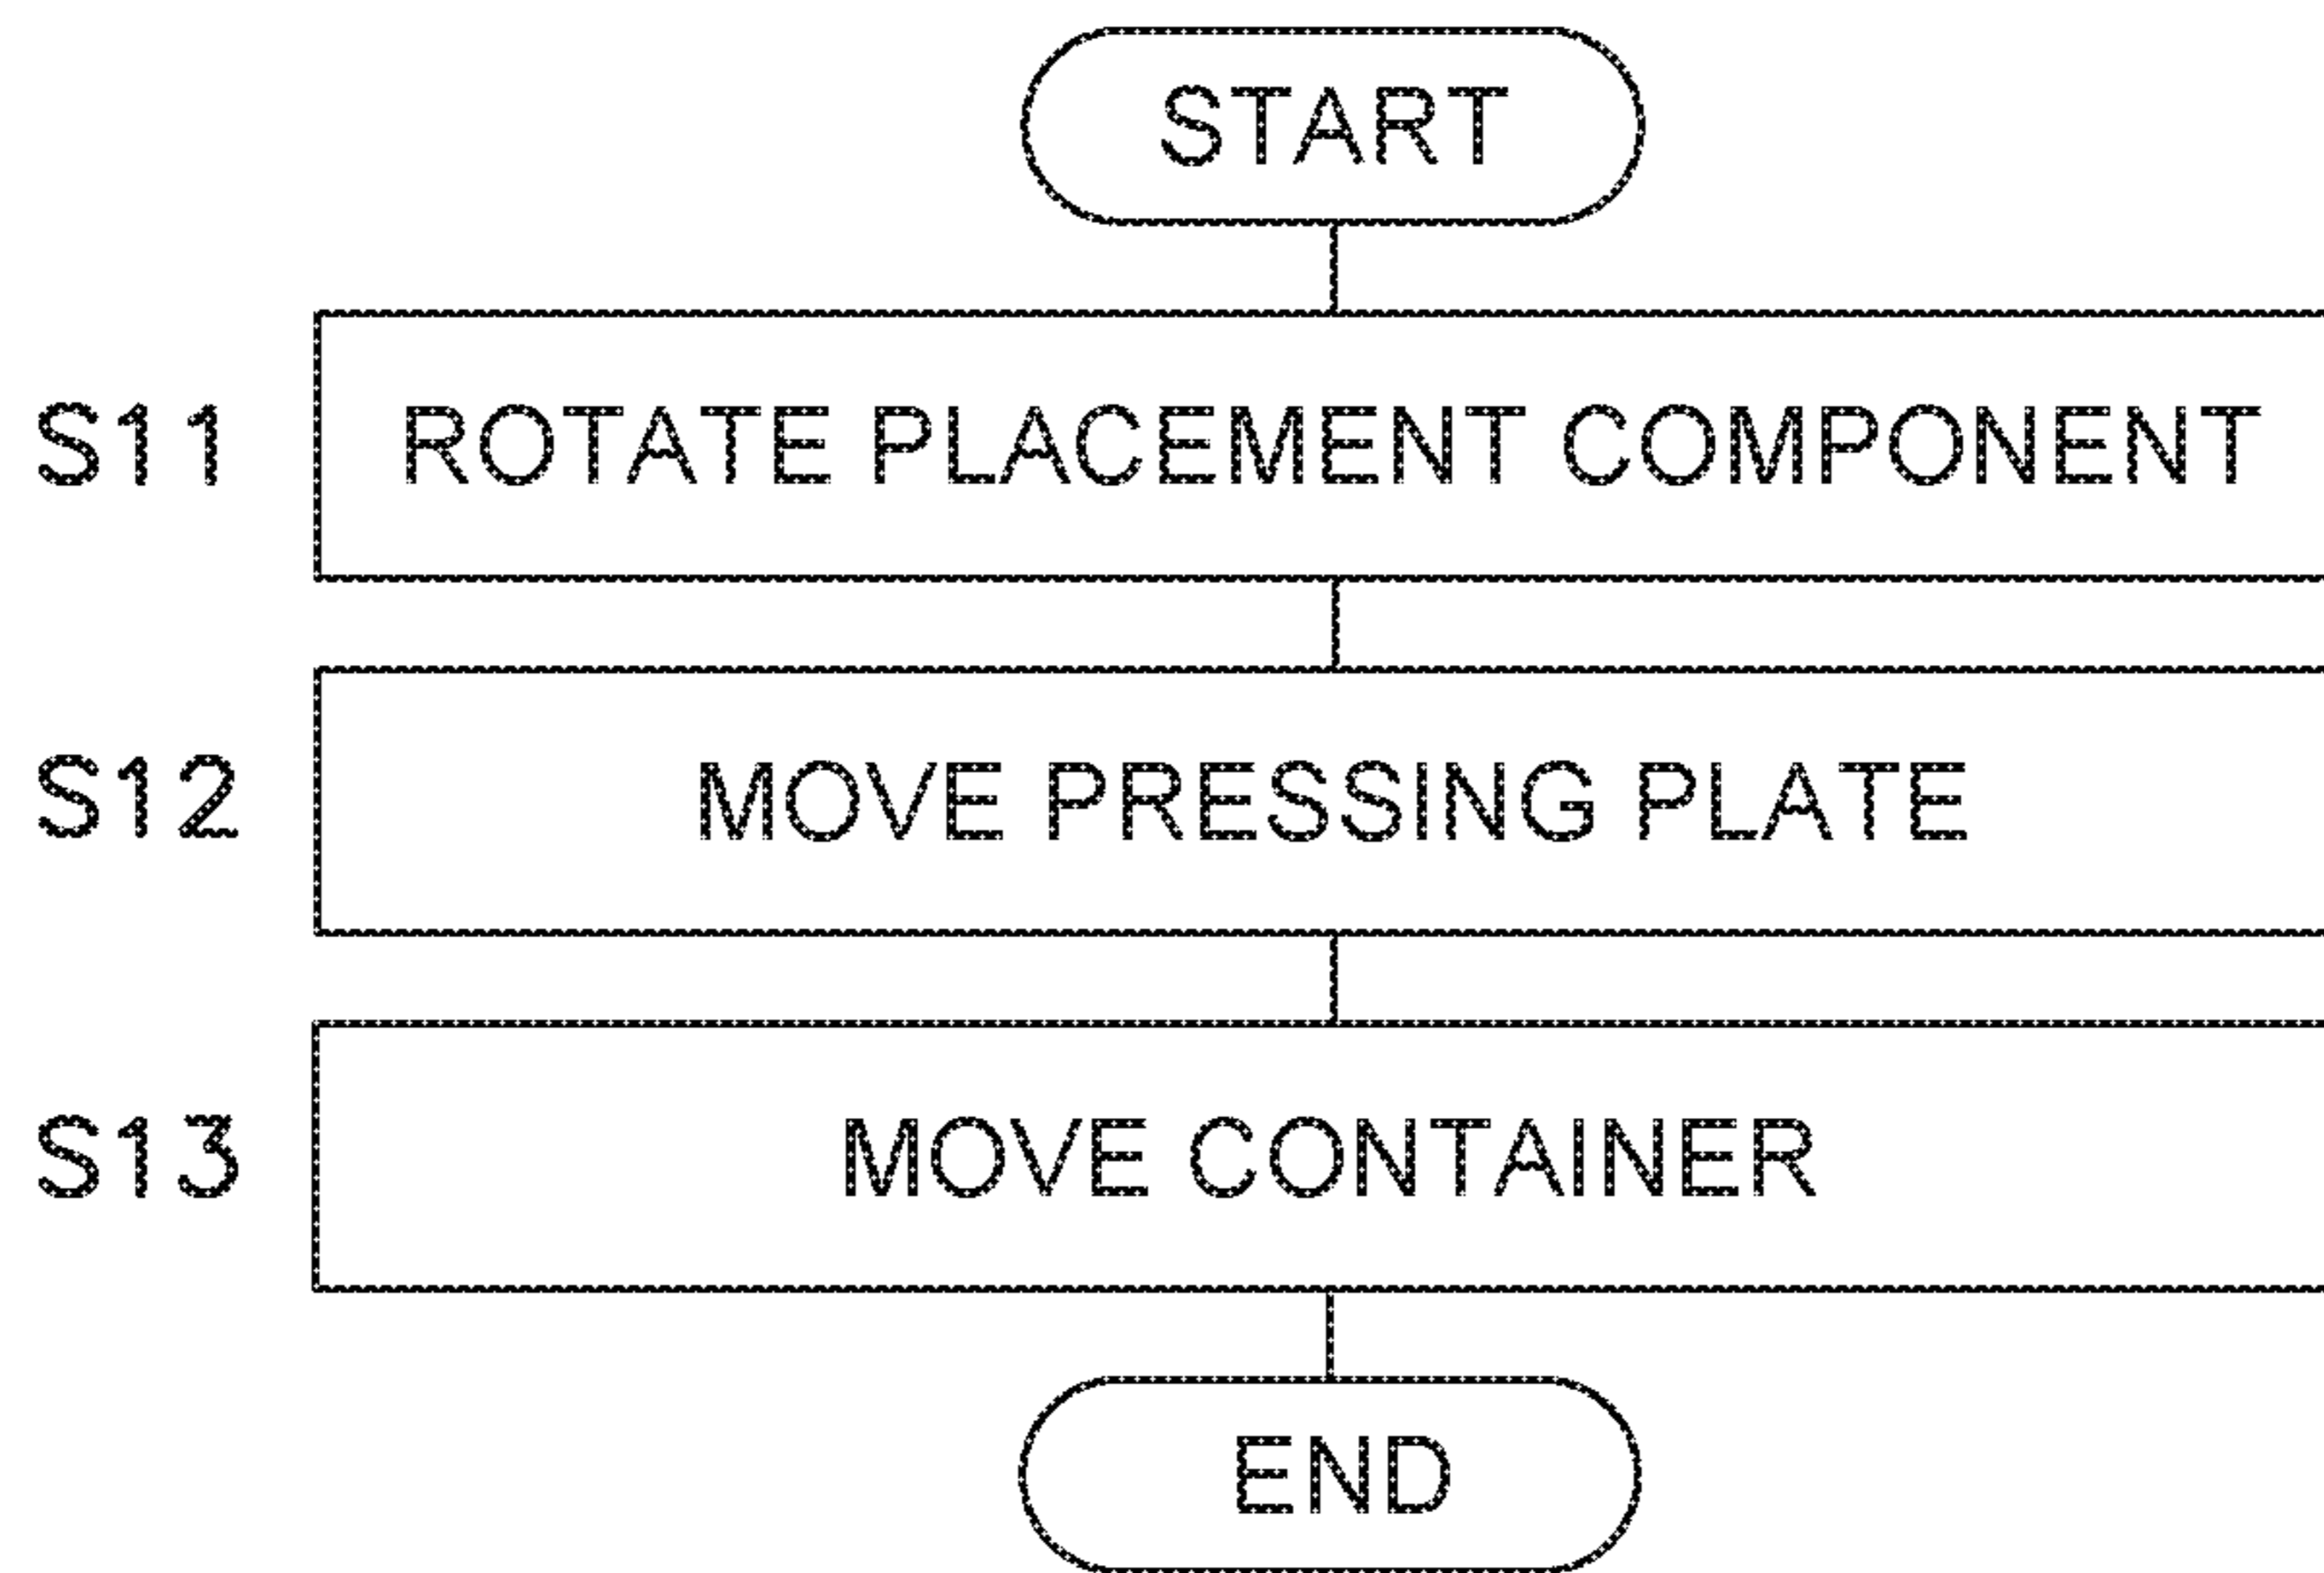 START
S11 ROTATE PLACEMENT COMPONENT
S12 MOVE PRESSING PLATE
S13 MOVE CONTAINER
END